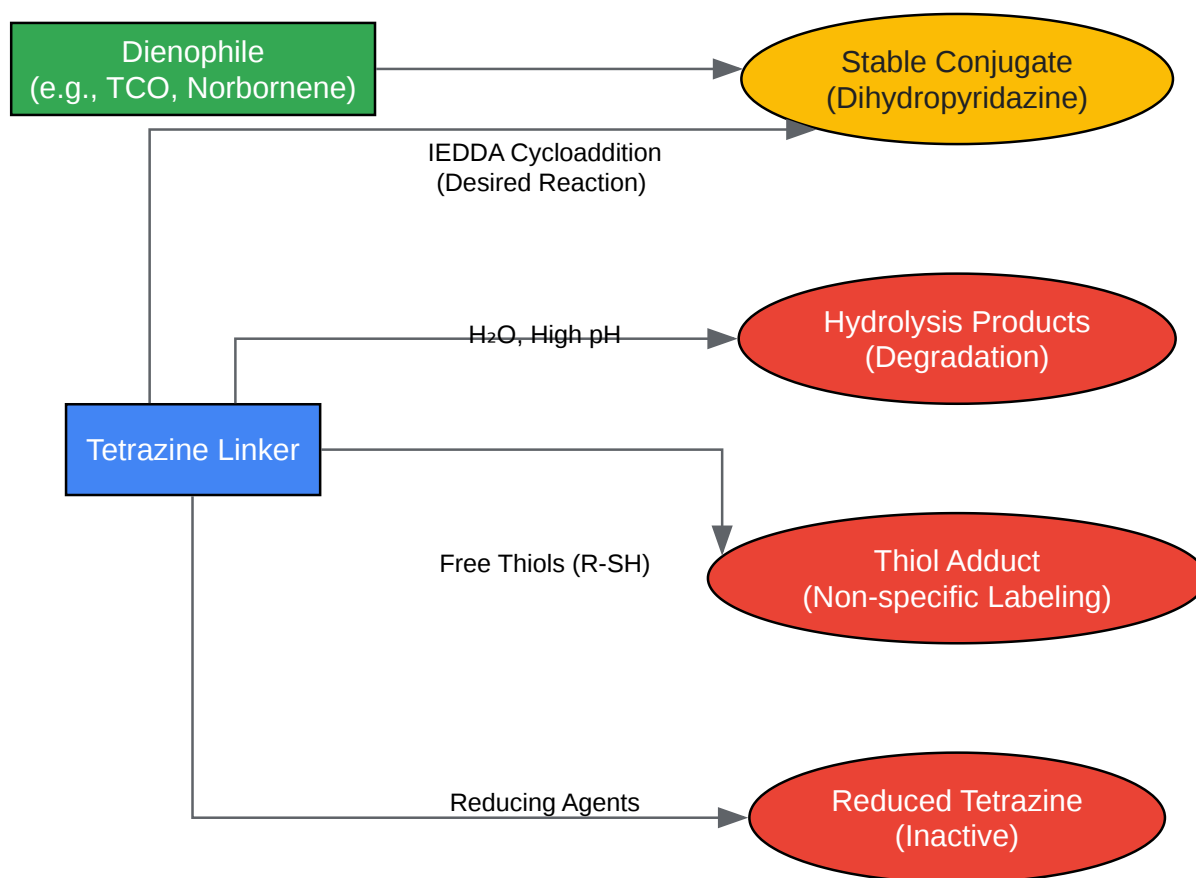 Dienophile
(e.g., TCO, Norbornene)
Stable Conjugate
(Dihydropyridazine)
IEDDA Cycloaddition
(Desired Reaction)
H₂O, High pH
Hydrolysis Products
(Degradation)
Tetrazine Linker
Free Thiols (R-SH)
Thiol Adduct
(Non-specific Labeling)
Reducing Agents
Reduced Tetrazine
(Inactive)